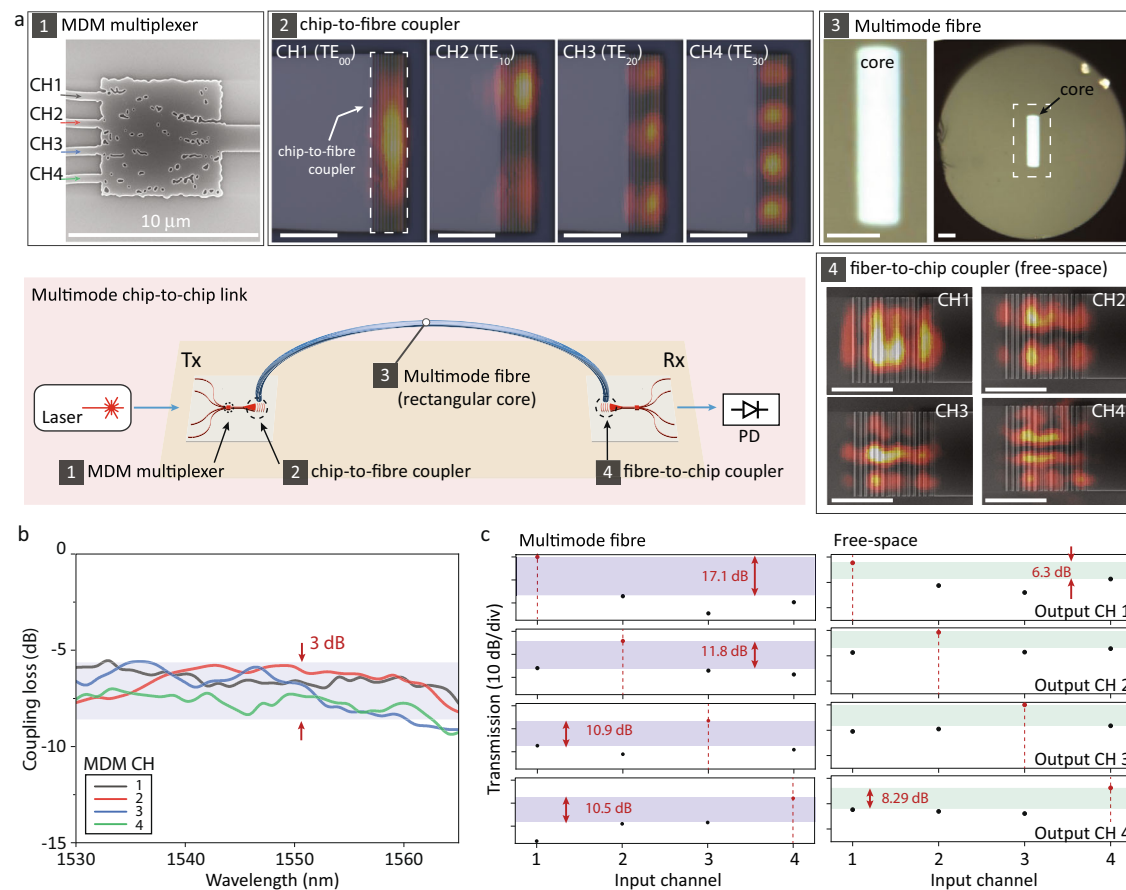 a
1 MDM multiplexer
CH1
CH2
CH3
CH4
10 µm
2 chip-to-fibre coupler
CH1 (TE₀₀)
CH2 (TE₁₀)
CH3 (TE₂₀)
CH4 (TE₃₀)
chip-to-fibre
coupler
3 Multimode fibre
core
core
Multimode chip-to-chip link
Laser
Tx
Rx
3 Multimode fibre
(rectangular core)
PD
1 MDM multiplexer
2 chip-to-fibre coupler
4 fibre-to-chip coupler
4 fiber-to-chip coupler (free-space)
CH1
CH2
CH3
CH4
b
Coupling loss (dB)
0
-5
-10
-15
3 dB
MDM CH
1
2
3
4
1530
1540
1550
1560
Wavelength (nm)
c
Multimode fibre
Free-space
Transmission (10 dB/div)
17.1 dB
11.8 dB
10.9 dB
10.5 dB
6.3 dB
Output CH 1
Output CH 2
Output CH 3
8.29 dB
Output CH 4
1
2
3
4
Input channel
1
2
3
4
Input channel